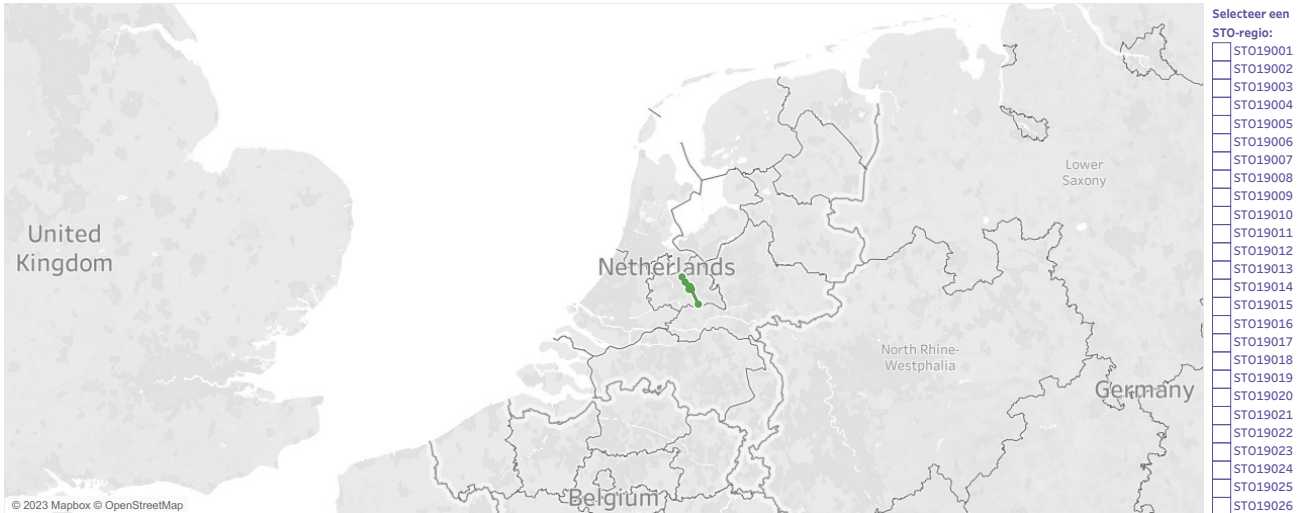 United
Kingdom
Netherlands
Lower
Saxony
North Rhine-
Westphalia
Germany
Belgium
© 2023 Mapbox © OpenStreetMap
Selecteer een
STO-regio:
STO19001
STO19002
STO19003
STO19004
STO19005
STO19006
STO19007
STO19008
STO19009
STO19010
STO19011
STO19012
STO19013
STO19014
STO19015
STO19016
STO19017
STO19018
STO19019
STO19020
STO19021
STO19022
STO19023
STO19024
STO19025
STO19026